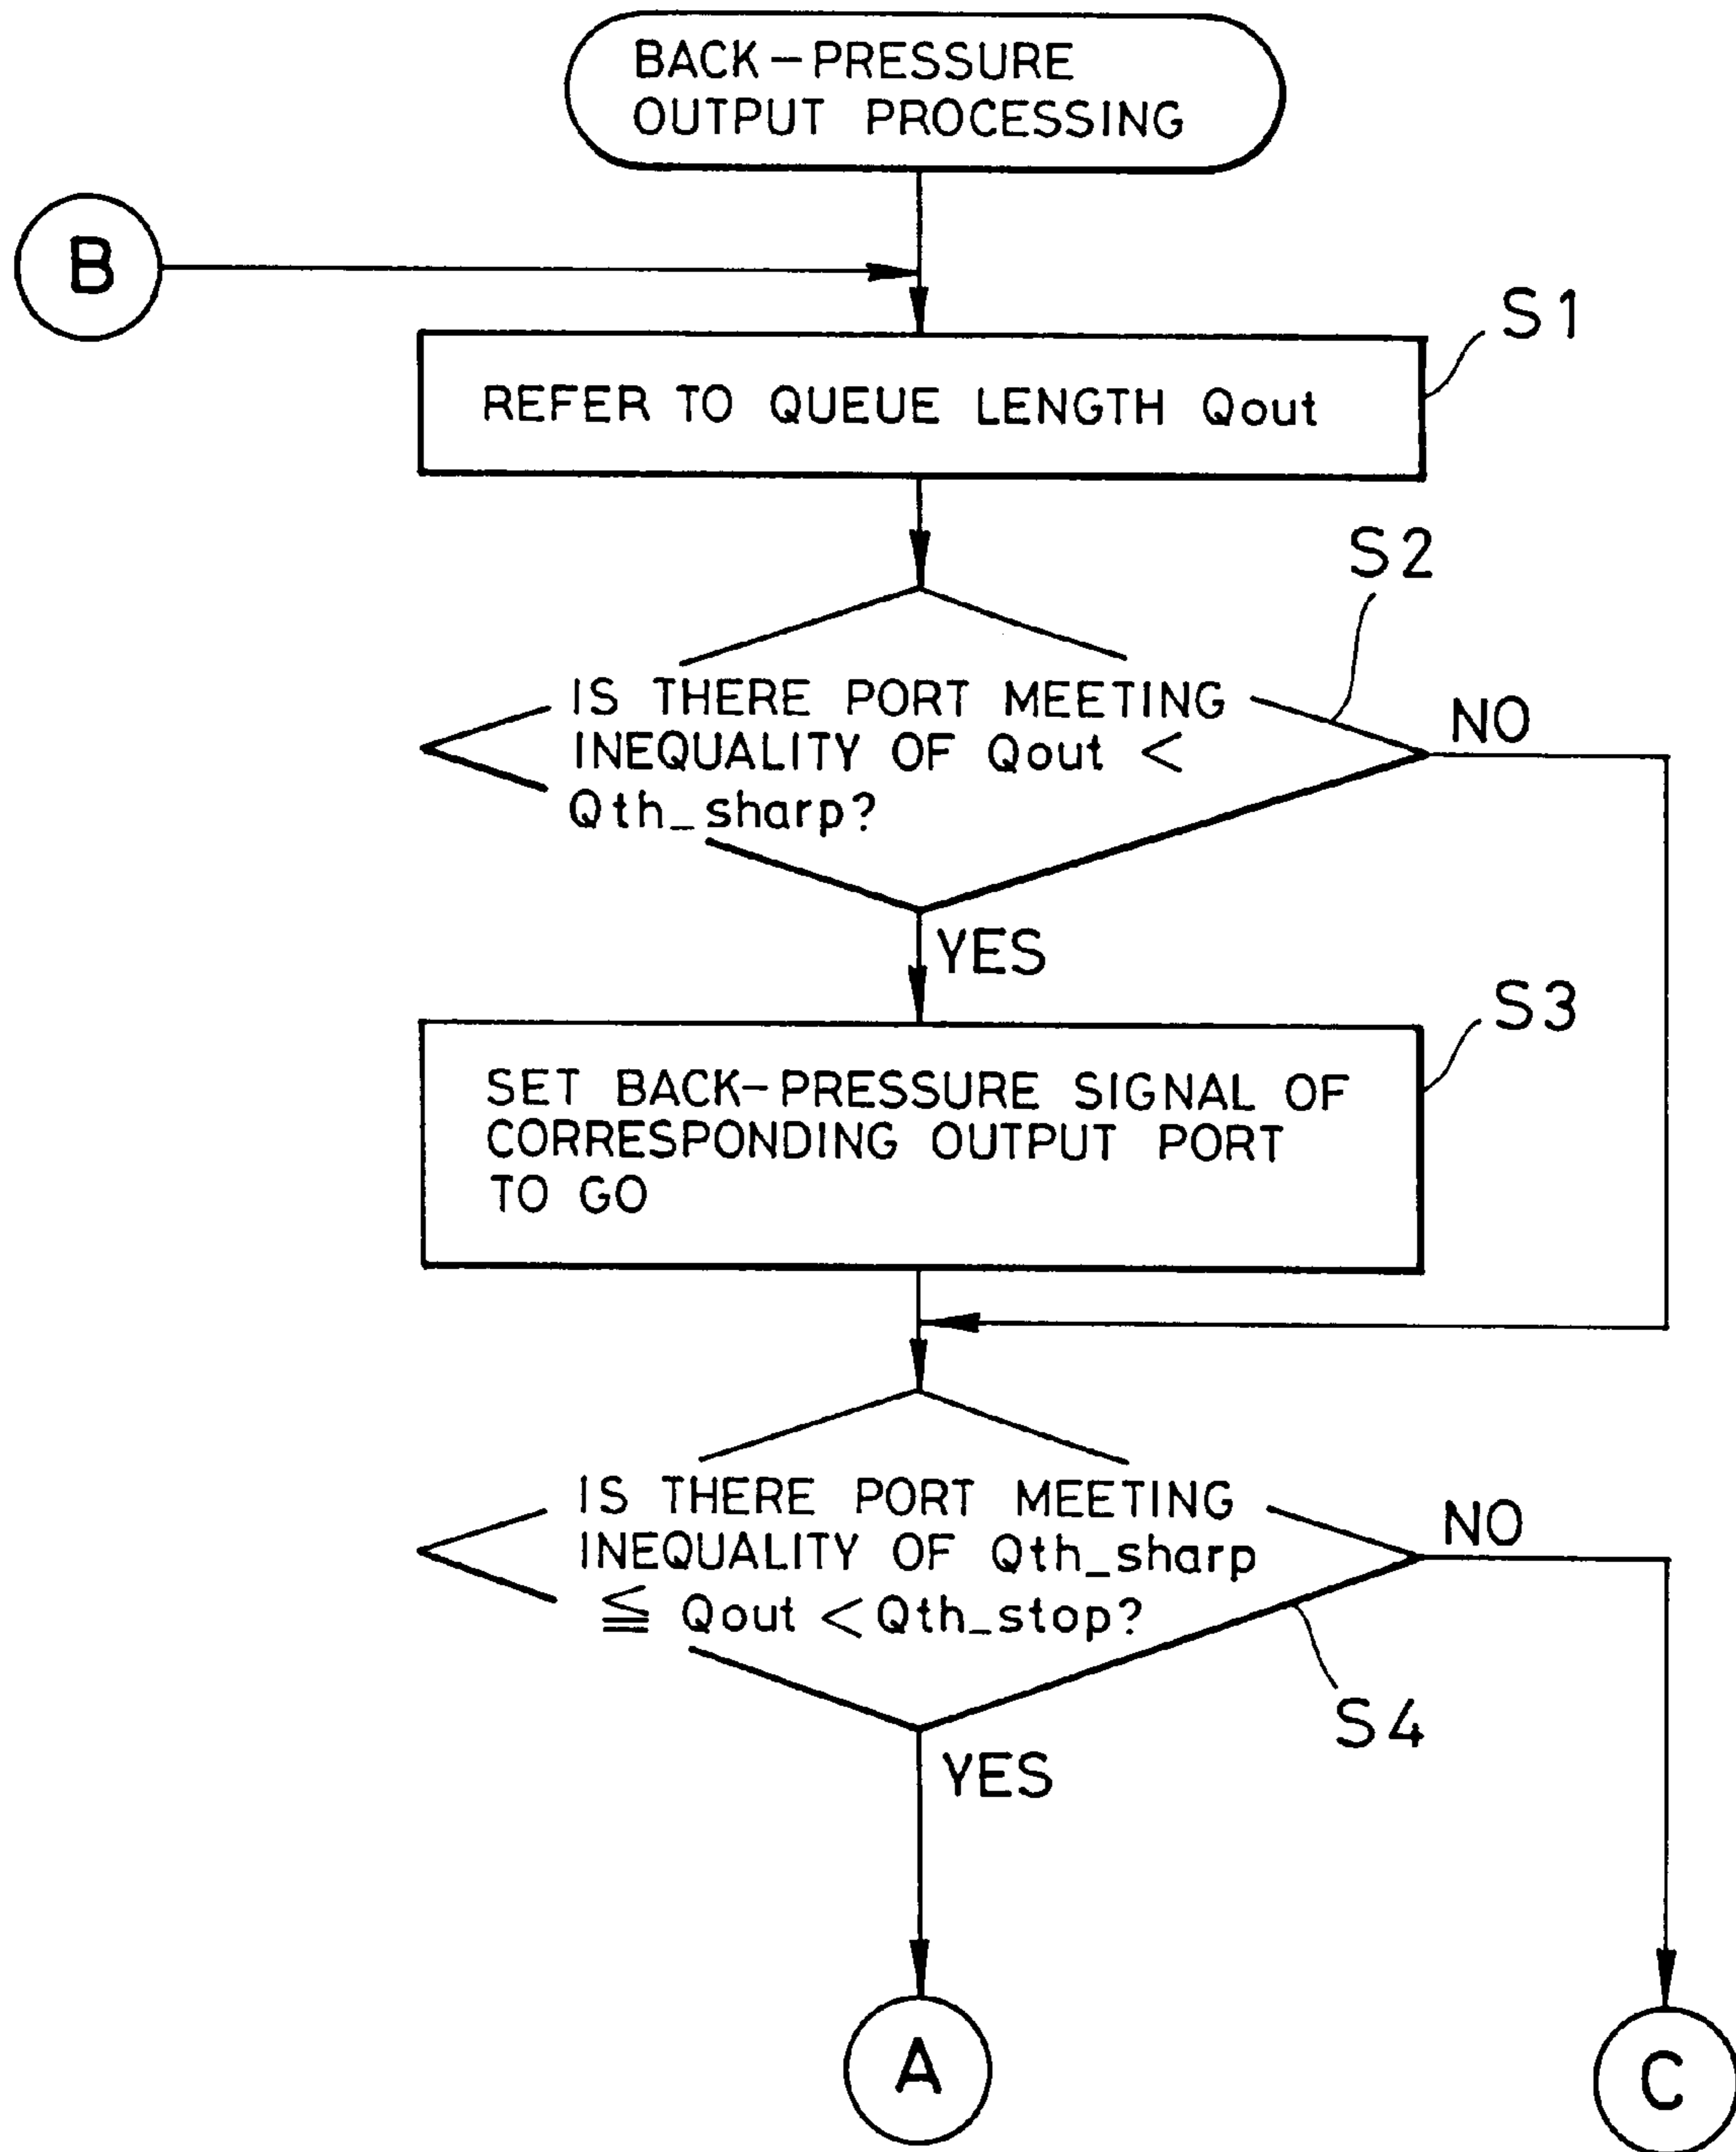 BACK-PRESSURE
OUTPUT PROCESSING
B
S1
REFER TO QUEUE LENGTH Qout
S2
IS THERE PORT MEETING
INEQUALITY OF Qout <
Qth_sharp?
NO
YES
S3
SET BACK-PRESSURE SIGNAL OF
CORRESPONDING OUTPUT PORT
TO GO
IS THERE PORT MEETING
INEQUALITY OF Qth_sharp
≦ Qout < Qth_stop?
NO
S4
YES
A
C